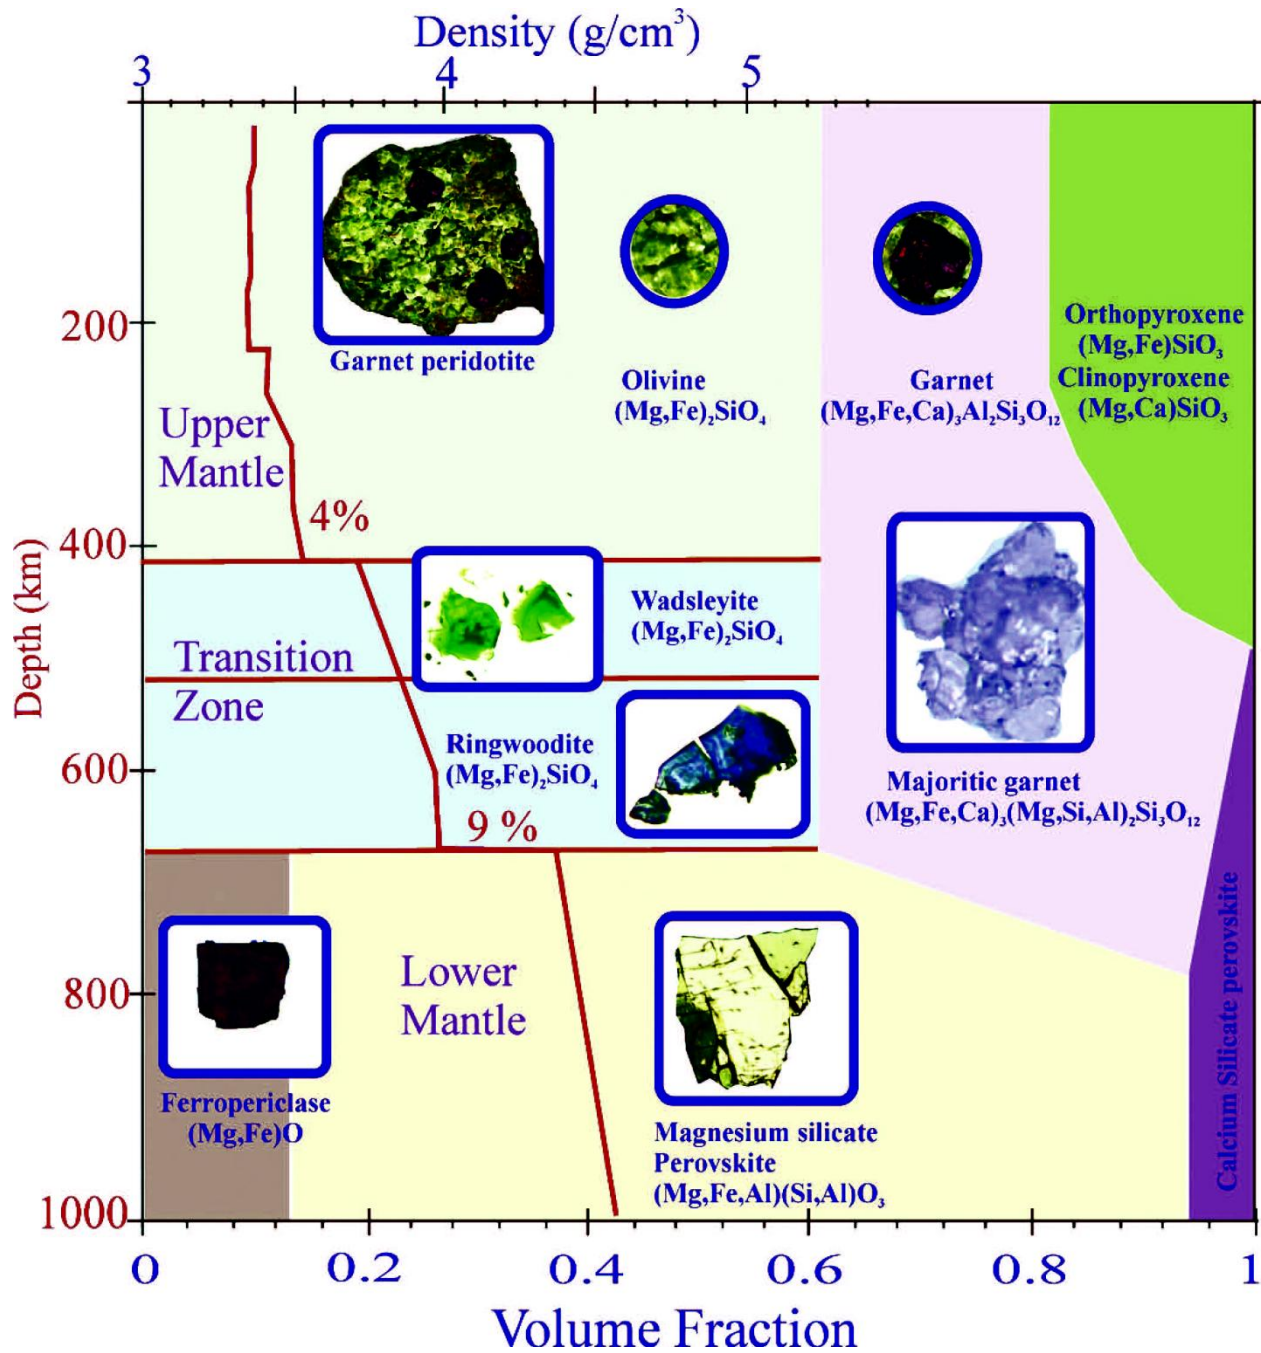 Density (g/cm³)
3 4 5
Garnet peridotite
Olivine
(Mg,Fe)₂SiO₄
Garnet
(Mg,Fe,Ca)₃Al₂Si₃O₁₂
Orthopyroxene
(Mg,Fe)SiO₃
Clinopyroxene
(Mg,Ca)SiO₃
200
Upper
Mantle
4%
400
Depth (km)
Wadsleyite
(Mg,Fe)₂SiO₄
Transition
Zone
Ringwoodite
(Mg,Fe)₂SiO₄
600
9 %
Majoritic garnet
(Mg,Fe,Ca)₃(Mg,Si,Al)₂Si₃O₁₂
Calcium Silicate perovskite
800
Lower
Mantle
Ferropericlase
(Mg,Fe)O
Magnesium silicate
Perovskite
(Mg,Fe,Al)(Si,Al)O₃
1000
0 0.2 0.4 0.6 0.8 1
Volume Fraction